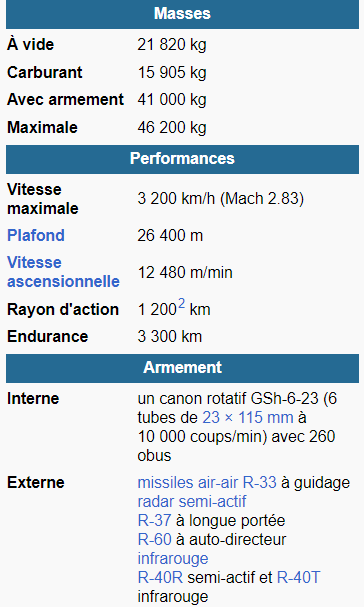 Masses
À vide 21 820 kg
Carburant 15 905 kg
Avec armement 41 000 kg
Maximale 46 200 kg
Performances
Vitesse
maximale 3 200 km/h (Mach 2.83)
Plafond 26 400 m
Vitesse
ascensionnelle 12 480 m/min
Rayon d'action 1 200² km
Endurance 3 300 km
Armement
Interne un canon rotatif GSh-6-23 (6
tubes de 23 × 115 mm à
10 000 coups/min) avec 260
obus
Externe missiles air-air R-33 à guidage
radar semi-actif
R-37 à longue portée
R-60 à auto-directeur
infrarouge
R-40R semi-actif et R-40T
infrarouge